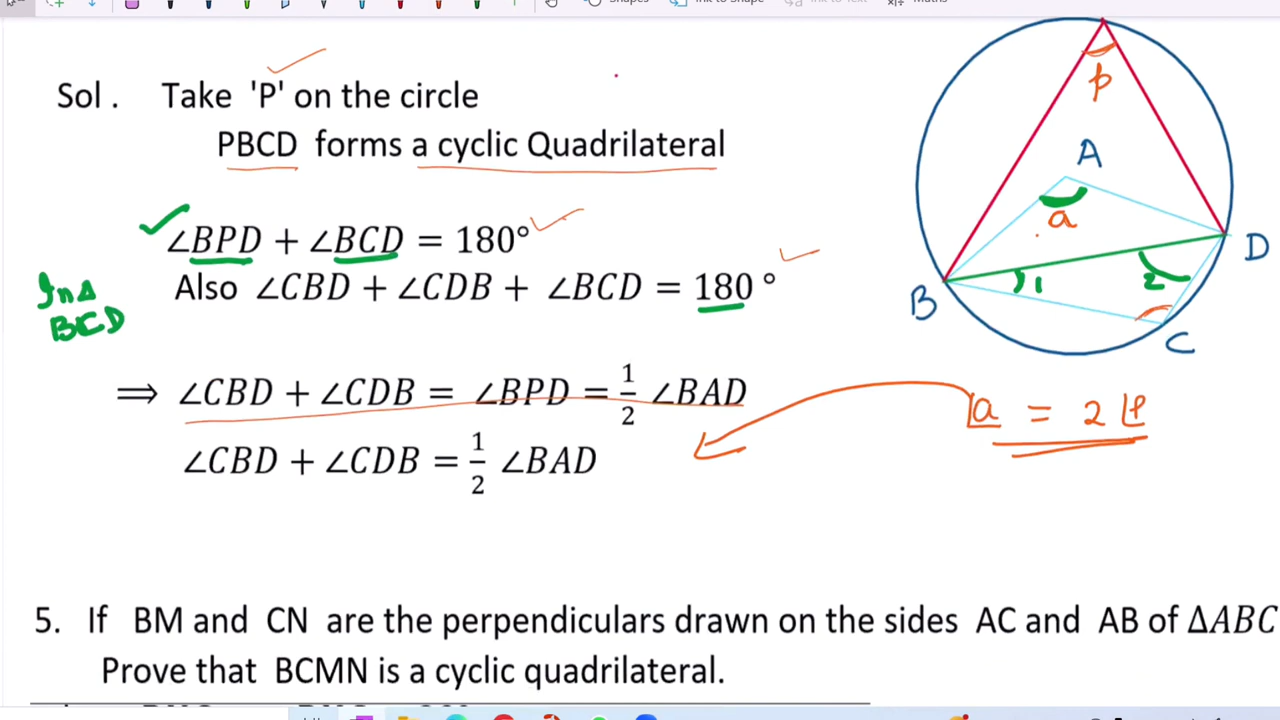 Sol .   Take 'P' on the circle
PBCD forms a cyclic Quadrilateral
∠BPD + ∠BCD = 180°
Also ∠CBD + ∠CDB + ∠BCD = 180 °
In Δ
BCD
⟹ ∠CBD + ∠CDB = ∠BPD = 1/2 ∠BAD
∠CBD + ∠CDB = 1/2 ∠BAD
p
A
a
B
D
1
2
C
∠a = 2∠p
5. If BM and CN are the perpendiculars drawn on the sides AC and AB of ΔABC
Prove that BCMN is a cyclic quadrilateral.